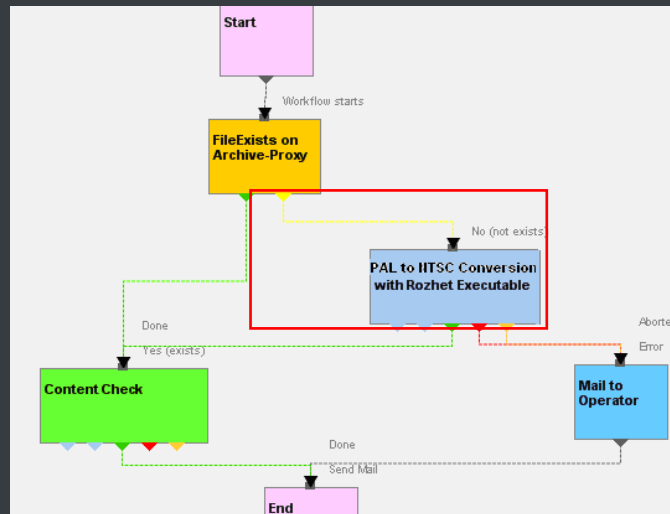 Start
Workflow starts
FileExists on
Archive-Proxy
No (not exists)
PAL to NTSC Conversion
with Rozhet Executable
Done
Yes (exists)
Aborte
Error
Content Check
Mail to
Operator
Done
Send Mail
End